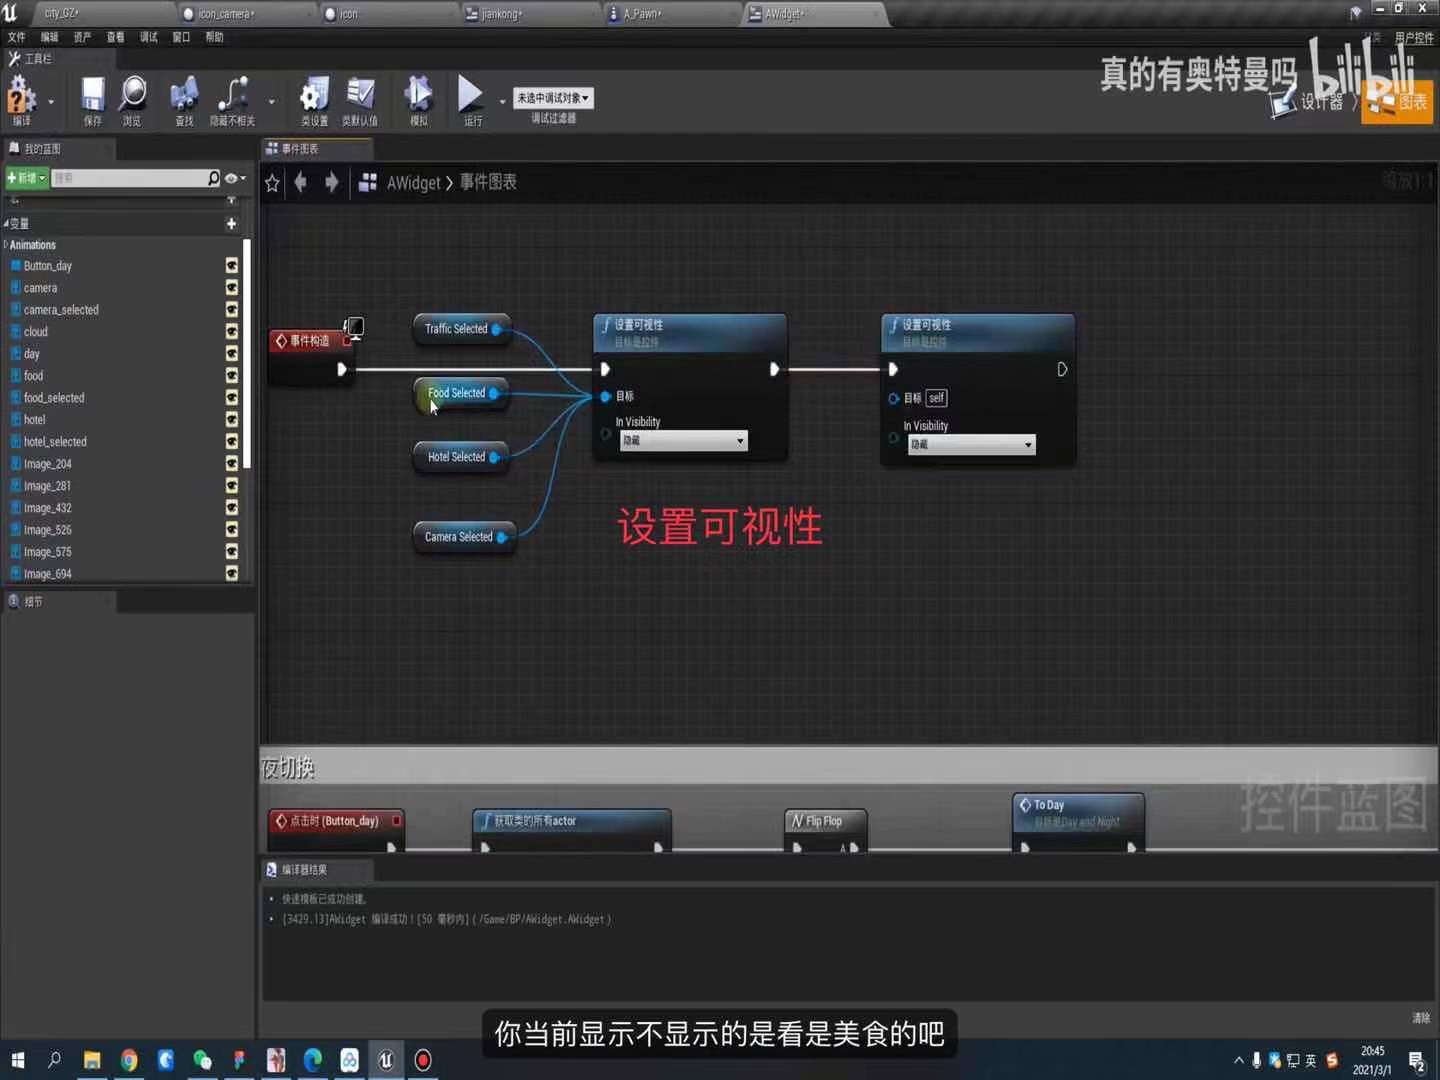 city_GZ•
icon_camera•
icon
jiankong•
A_Pawn•
AWidget•
文件 编辑 资产 查看 调试 窗口 帮助
用户控件
工具栏
真的有奥特曼吗 bilibili
编译
保存
浏览
查找
隐藏不相关
类设置
类默认值
模拟
运行
未选中调试对象
调试过滤器
设计器
图表
我的蓝图
事件图表
新增
搜索
AWidget > 事件图表
缩放1:1
变量
Animations
Button_day
camera
camera_selected
cloud
day
food
food_selected
hotel
hotel_selected
Image_204
Image_281
Image_432
Image_526
Image_575
Image_694
细节
事件构造
Traffic Selected
Food Selected
Hotel Selected
Camera Selected
设置可视性
目标是控件
目标
In Visibility
隐藏
设置可视性
目标是控件
目标 self
In Visibility
隐藏
设置可视性
夜切换
控件蓝图
点击时 (Button_day)
获取类的所有actor
Flip Flop
A
To Day
目标是Day and Night
编译器结果
快速模板已成功创建。
[3429.13]AWidget 编译成功！[50 毫秒内](/Game/BP/AWidget.AWidget)
清除
你当前显示不显示的是看是美食的吧
英
20:45
2021/3/1
2